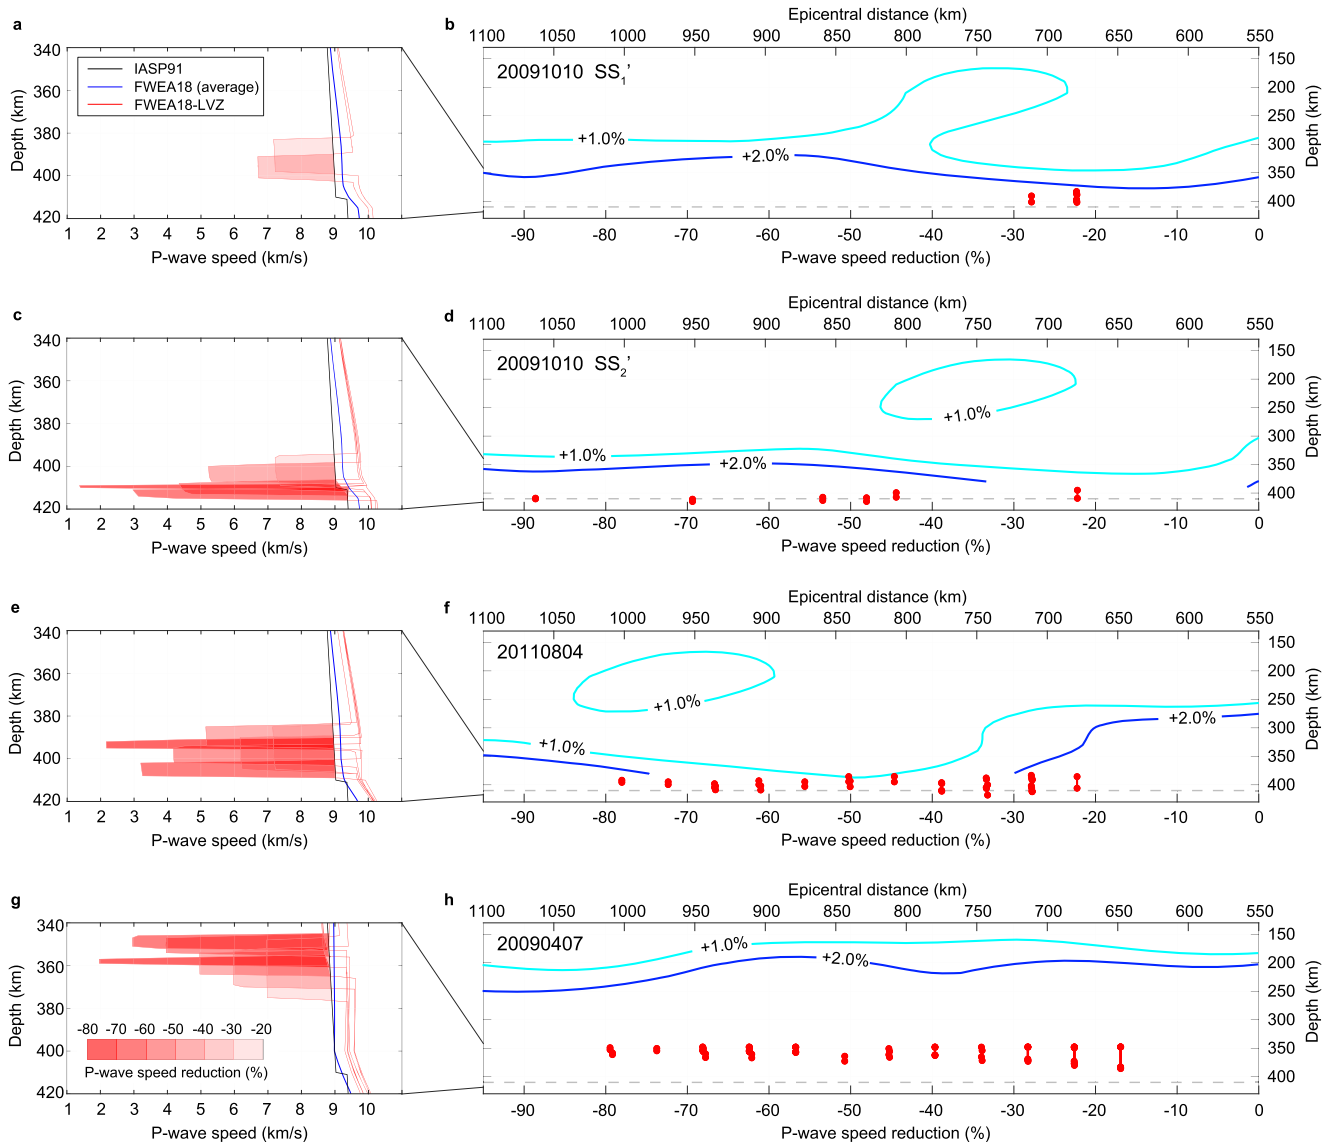 a
340
360
380
400
420
Depth (km)
IASP91
FWEA18 (average)
FWEA18-LVZ
1 2 3 4 5 6 7 8 9 10
P-wave speed (km/s)
b
Epicentral distance (km)
1100 1050 1000 950 900 850 800 750 700 650 600 550
20091010 SS₁’
+1.0%
+2.0%
150
200
250
300
350
400
Depth (km)
-90 -80 -70 -60 -50 -40 -30 -20 -10 0
P-wave speed reduction (%)
c
340
360
380
400
420
Depth (km)
1 2 3 4 5 6 7 8 9 10
P-wave speed (km/s)
d
Epicentral distance (km)
1100 1050 1000 950 900 850 800 750 700 650 600 550
20091010 SS₂’
+1.0%
+1.0%
+2.0%
150
200
250
300
350
400
Depth (km)
-90 -80 -70 -60 -50 -40 -30 -20 -10 0
P-wave speed reduction (%)
e
340
360
380
400
420
Depth (km)
1 2 3 4 5 6 7 8 9 10
P-wave speed (km/s)
f
Epicentral distance (km)
1100 1050 1000 950 900 850 800 750 700 650 600 550
20110804
+1.0%
+2.0%
+1.0%
150
200
250
300
350
400
Depth (km)
-90 -80 -70 -60 -50 -40 -30 -20 -10 0
P-wave speed reduction (%)
g
340
360
380
400
420
Depth (km)
-80 -70 -60 -50 -40 -30 -20
P-wave speed reduction (%)
1 2 3 4 5 6 7 8 9 10
P-wave speed (km/s)
h
Epicentral distance (km)
1100 1050 1000 950 900 850 800 750 700 650 600 550
20090407
+1.0%
+2.0%
150
200
250
300
350
400
Depth (km)
-90 -80 -70 -60 -50 -40 -30 -20 -10 0
P-wave speed reduction (%)